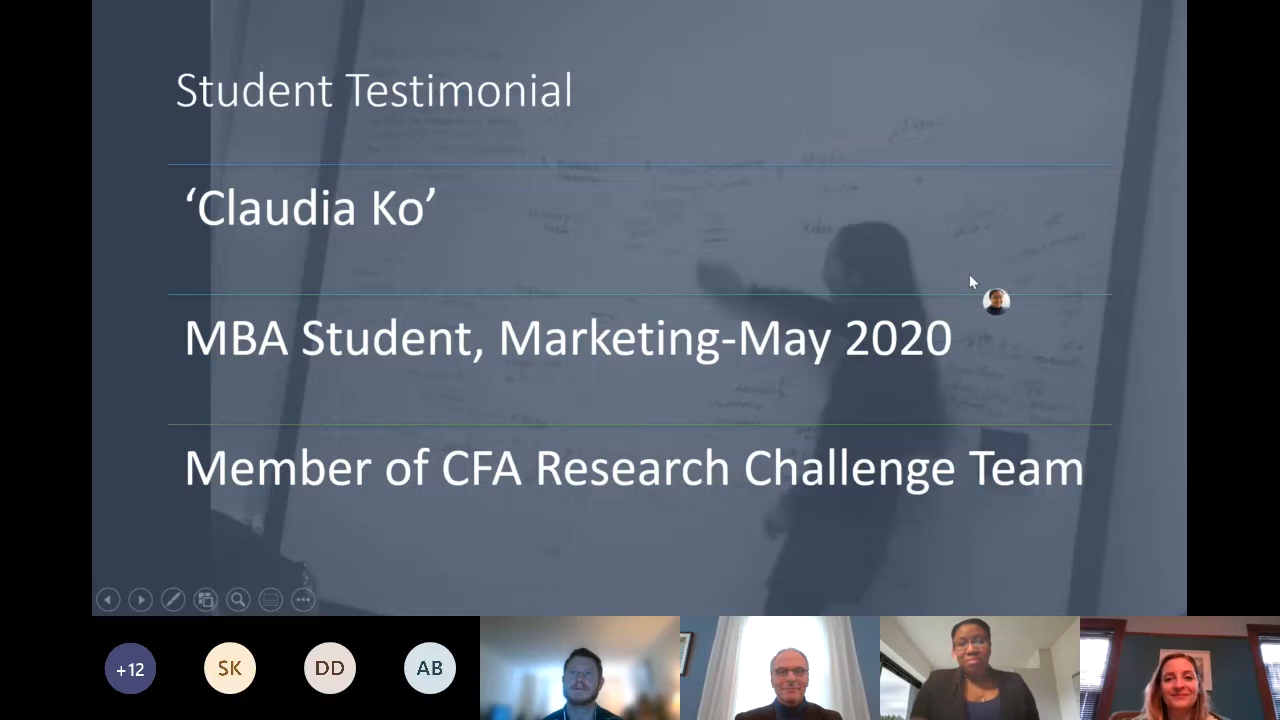 Student Testimonial
‘Claudia Ko’
MBA Student, Marketing-May 2020
Member of CFA Research Challenge Team
+12
SK
DD
AB